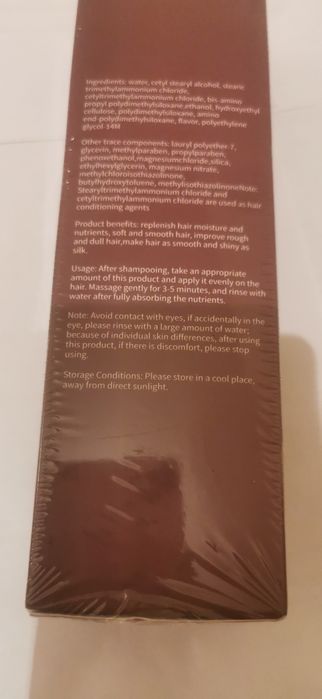 Ingredients: water, cetyl stearyl alcohol, stearic
trimethylammonium chloride,
cetyltrimethylammonium chloride, bis-amino
propyl polydimethylsiloxane,ethanol, hydroxyethyl
cellulose, polydimethylsiloxane, amino
end-polydimethylsiloxane, flavor, polyethylene
glycol-14M
Other trace components: lauryl polyether-7,
glycerin, methylparaben, propylparaben,
phenoxethanol,magnesiumchloride,silica,
ethylhexylglycerin, magnesium nitrate,
methylchloroisothiazolinone,
butylhydroxytoluene, methylisothiazolinoneNote:
Stearyltrimethylammonium chloride and
cetyltrimethylammonium chloride are used as hair
conditioning agents
Product benefits: replenish hair moisture and
nutrients, soft and smooth hair, improve rough
and dull hair,make hair as smooth and shiny as
silk.
Usage: After shampooing, take an appropriate
amount of this product and apply it evenly on the
hair. Massage gently for 3-5 minutes, and rinse with
water after fully absorbing the nutrients.
Note: Avoid contact with eyes, if accidentally in the
eye, please rinse with a large amount of water;
because of individual skin differences, after using
this product, if there is discomfort, please stop
using.
Storage Conditions: Please store in a cool place,
away from direct sunlight.